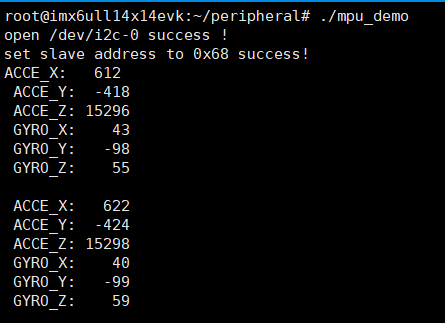 root@imx6ull14x14evk:~/peripheral# ./mpu_demo
open /dev/i2c-0 success !
set slave address to 0x68 success!
ACCE_X:   612
 ACCE_Y:  -418
 ACCE_Z: 15296
 GYRO_X:    43
 GYRO_Y:   -98
 GYRO_Z:    55

 ACCE_X:   622
 ACCE_Y:  -424
 ACCE_Z: 15298
 GYRO_X:    40
 GYRO_Y:   -99
 GYRO_Z:    59